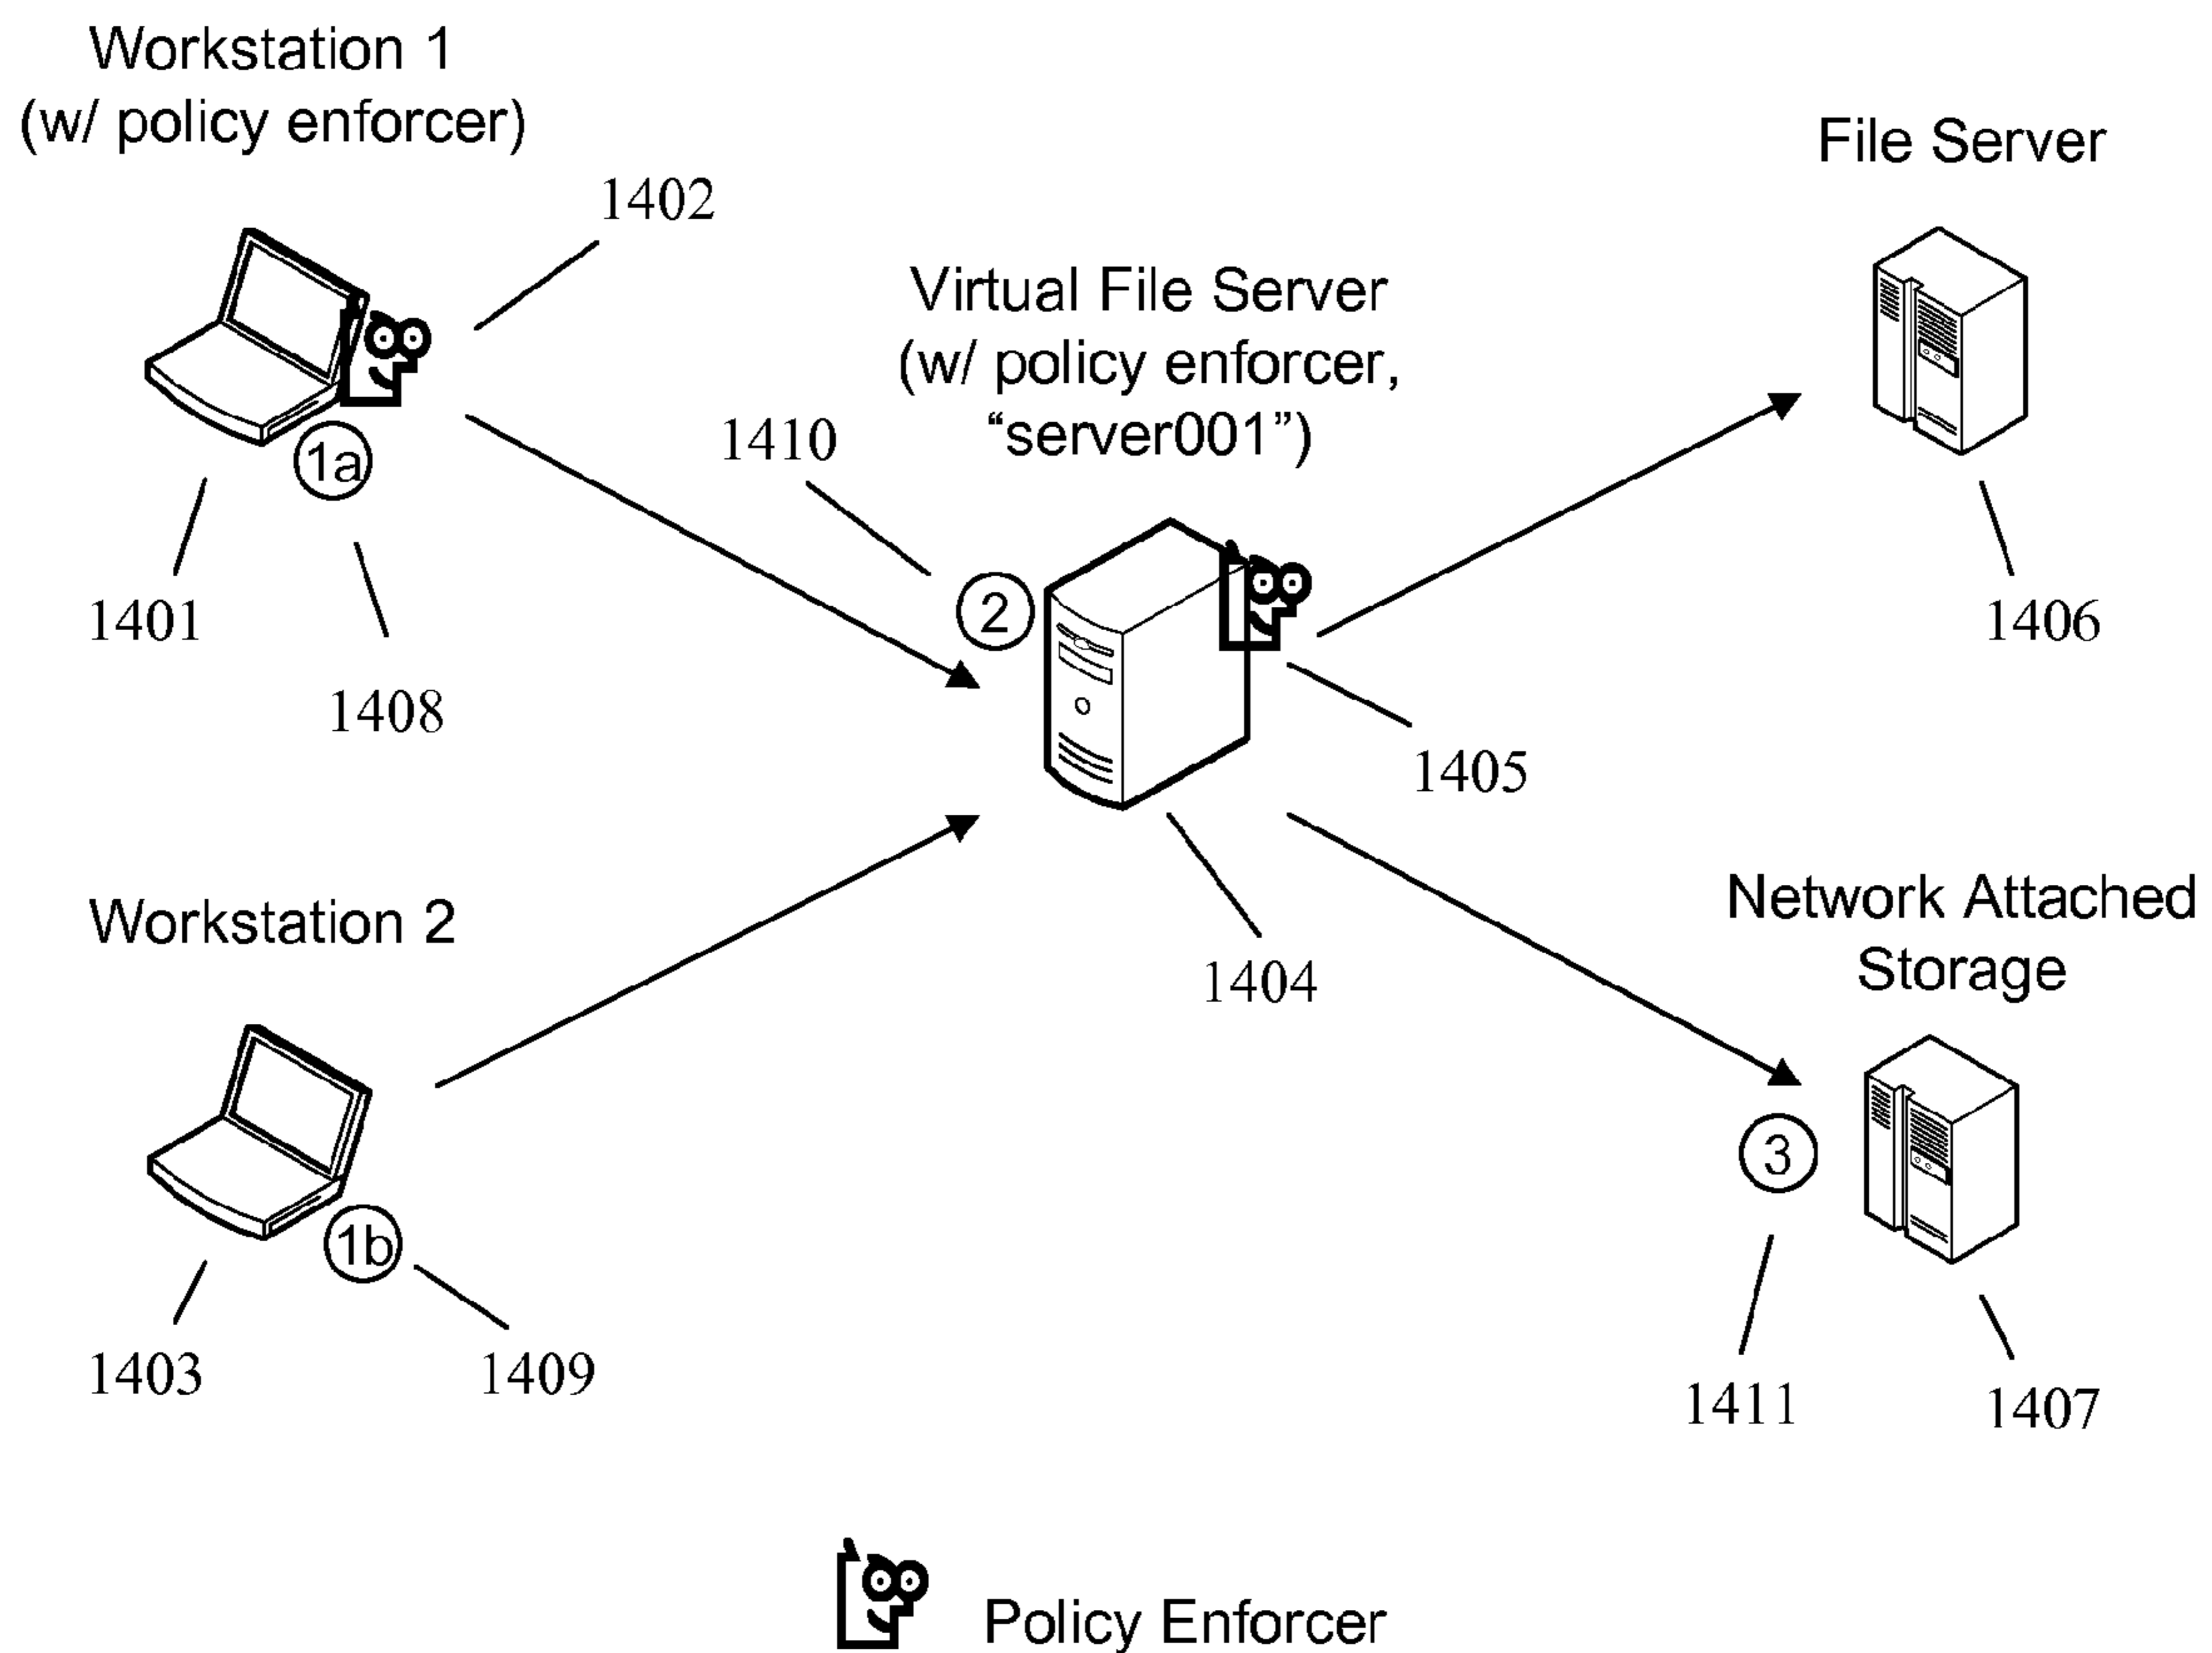 Workstation 1
(w/ policy enforcer)
1402
File Server
Virtual File Server
(w/ policy enforcer,
“server001”)
1410
1a
1401
1408
2
1406
1405
Workstation 2
1404
Network Attached
Storage
1b
3
1403
1409
1411
1407
Policy Enforcer